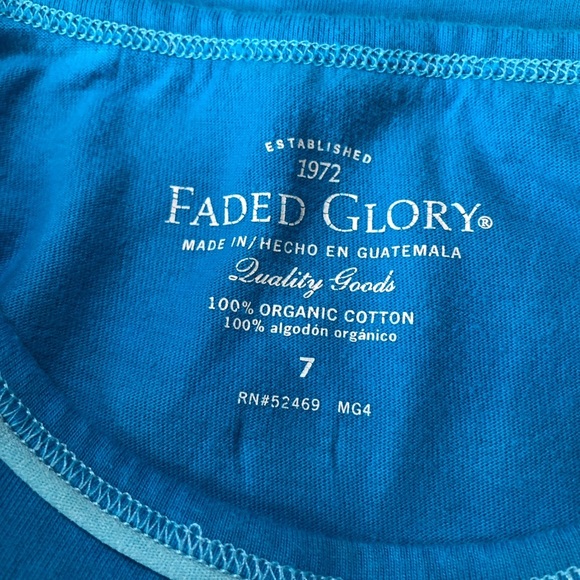 ESTABLISHED
1972
FADED GLORY®
MADE IN/HECHO EN GUATEMALA
Quality Goods
100% ORGANIC COTTON
100% algodón orgánico
7
RN#52469 MG4